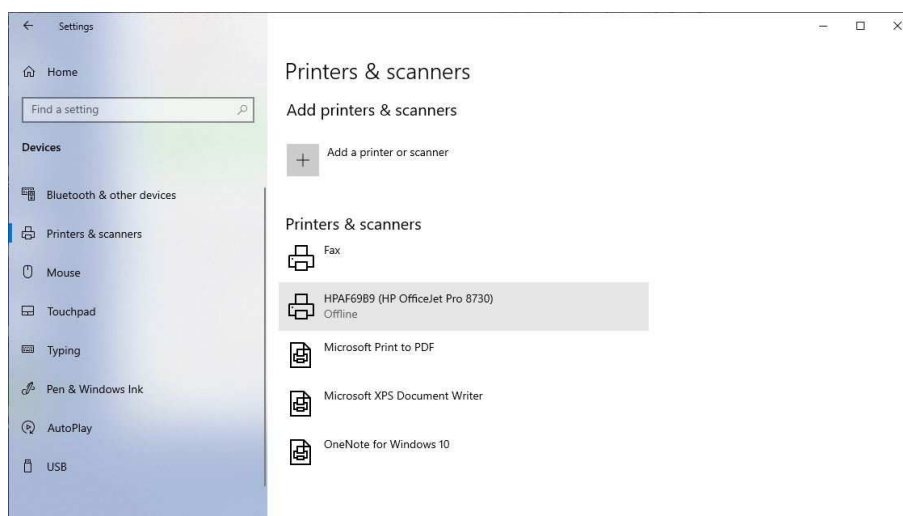 Settings
Home
Find a setting
Devices
Bluetooth & other devices
Printers & scanners
Mouse
Touchpad
Typing
Pen & Windows Ink
AutoPlay
USB
Printers & scanners
Add printers & scanners
Add a printer or scanner
Printers & scanners
Fax
HPAF69B9 (HP OfficeJet Pro 8730)
Offline
Microsoft Print to PDF
Microsoft XPS Document Writer
OneNote for Windows 10